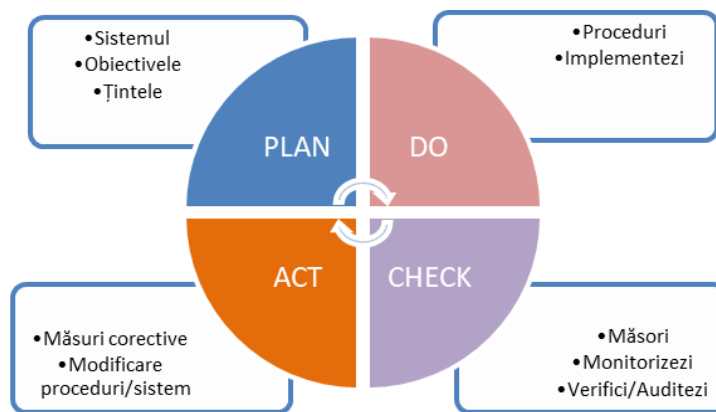 •Sistemul
•Obiectivele
•Țintele
•Proceduri
•Implementezi
PLAN
DO
ACT
CHECK
•Măsuri corective
•Modificare
proceduri/sistem
•Măsori
•Monitorizezi
•Verifici/Auditezi